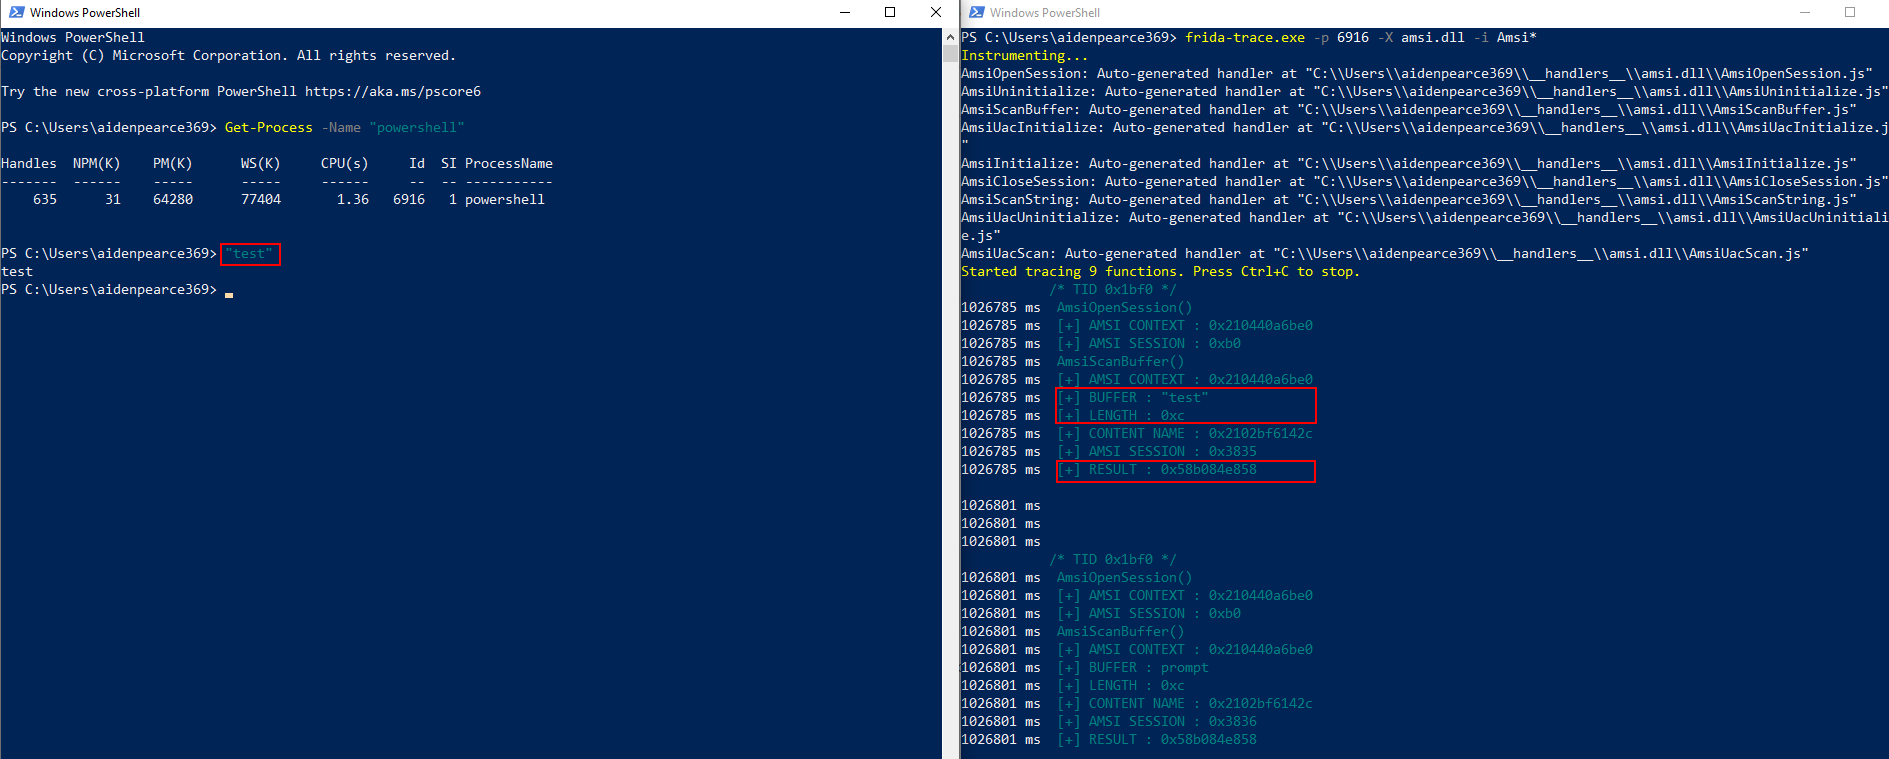 Windows PowerShell
Windows PowerShell
Copyright (C) Microsoft Corporation. All rights reserved.
Try the new cross-platform PowerShell https://aka.ms/pscore6
PS C:\Users\aidenpearce369> Get-Process -Name "powershell"
Handles  NPM(K)    PM(K)      WS(K)     CPU(s)     Id  SI ProcessName
-------  ------    -----      -----     ------     --  -- -----------
    635      31    64280      77404       1.36   6916   1 powershell
PS C:\Users\aidenpearce369> "test"
test
PS C:\Users\aidenpearce369>
Windows PowerShell
PS C:\Users\aidenpearce369> frida-trace.exe -p 6916 -X amsi.dll -i Amsi*
Instrumenting...
AmsiOpenSession: Auto-generated handler at "C:\\Users\\aidenpearce369\\__handlers__\\amsi.dll\\AmsiOpenSession.js"
AmsiUninitialize: Auto-generated handler at "C:\\Users\\aidenpearce369\\__handlers__\\amsi.dll\\AmsiUninitialize.js"
AmsiScanBuffer: Auto-generated handler at "C:\\Users\\aidenpearce369\\__handlers__\\amsi.dll\\AmsiScanBuffer.js"
AmsiUacInitialize: Auto-generated handler at "C:\\Users\\aidenpearce369\\__handlers__\\amsi.dll\\AmsiUacInitialize.j
"
AmsiInitialize: Auto-generated handler at "C:\\Users\\aidenpearce369\\__handlers__\\amsi.dll\\AmsiInitialize.js"
AmsiCloseSession: Auto-generated handler at "C:\\Users\\aidenpearce369\\__handlers__\\amsi.dll\\AmsiCloseSession.js"
AmsiScanString: Auto-generated handler at "C:\\Users\\aidenpearce369\\__handlers__\\amsi.dll\\AmsiScanString.js"
AmsiUacUninitialize: Auto-generated handler at "C:\\Users\\aidenpearce369\\__handlers__\\amsi.dll\\AmsiUacUninitiali
e.js"
AmsiUacScan: Auto-generated handler at "C:\\Users\\aidenpearce369\\__handlers__\\amsi.dll\\AmsiUacScan.js"
Started tracing 9 functions. Press Ctrl+C to stop.
/* TID 0x1bf0 */
1026785 ms  AmsiOpenSession()
1026785 ms  [+] AMSI CONTEXT : 0x210440a6be0
1026785 ms  [+] AMSI SESSION : 0xb0
1026785 ms  AmsiScanBuffer()
1026785 ms  [+] AMSI CONTEXT : 0x210440a6be0
1026785 ms  [+] BUFFER : "test"
1026785 ms  [+] LENGTH : 0xc
1026785 ms  [+] CONTENT NAME : 0x2102bf6142c
1026785 ms  [+] AMSI SESSION : 0x3835
1026785 ms  [+] RESULT : 0x58b084e858
1026801 ms
1026801 ms
1026801 ms
/* TID 0x1bf0 */
1026801 ms  AmsiOpenSession()
1026801 ms  [+] AMSI CONTEXT : 0x210440a6be0
1026801 ms  [+] AMSI SESSION : 0xb0
1026801 ms  AmsiScanBuffer()
1026801 ms  [+] AMSI CONTEXT : 0x210440a6be0
1026801 ms  [+] BUFFER : prompt
1026801 ms  [+] LENGTH : 0xc
1026801 ms  [+] CONTENT NAME : 0x2102bf6142c
1026801 ms  [+] AMSI SESSION : 0x3836
1026801 ms  [+] RESULT : 0x58b084e858